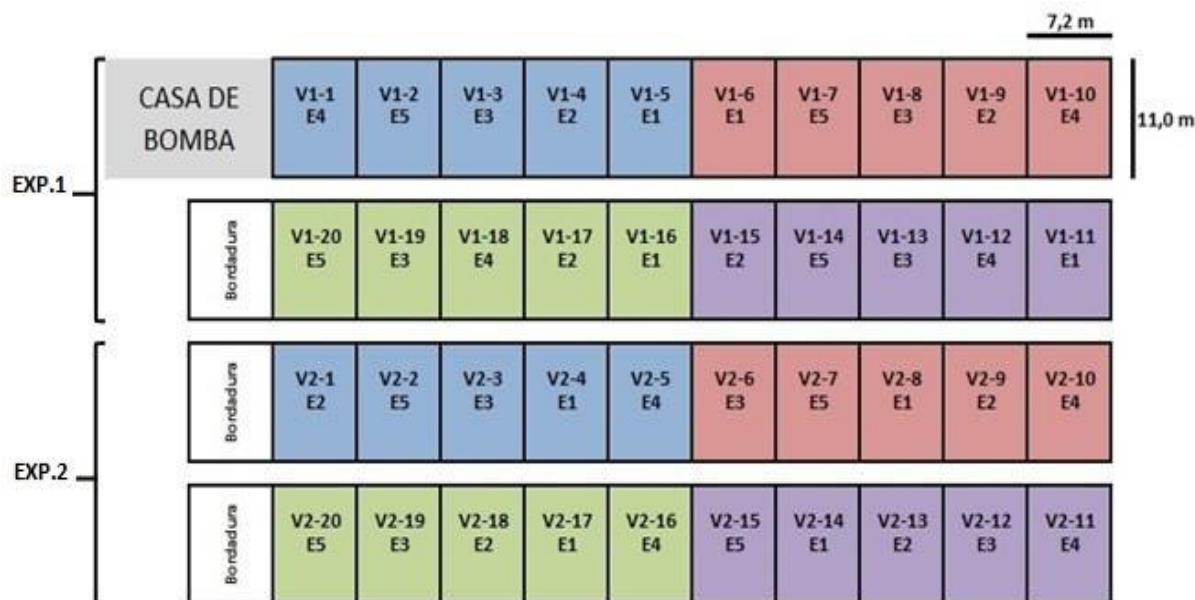 7,2 m
CASA DE
BOMBA
V1-1
E4
V1-2
E5
V1-3
E3
V1-4
E2
V1-5
E1
V1-6
E1
V1-7
E5
V1-8
E3
V1-9
E2
V1-10
E4
11,0 m
EXP.1
Bordadura
V1-20
E5
V1-19
E3
V1-18
E4
V1-17
E2
V1-16
E1
V1-15
E2
V1-14
E5
V1-13
E3
V1-12
E4
V1-11
E1
EXP.2
Bordadura
V2-1
E2
V2-2
E5
V2-3
E3
V2-4
E1
V2-5
E4
V2-6
E3
V2-7
E5
V2-8
E1
V2-9
E2
V2-10
E4
Bordadura
V2-20
E5
V2-19
E3
V2-18
E2
V2-17
E1
V2-16
E4
V2-15
E5
V2-14
E1
V2-13
E2
V2-12
E3
V2-11
E4